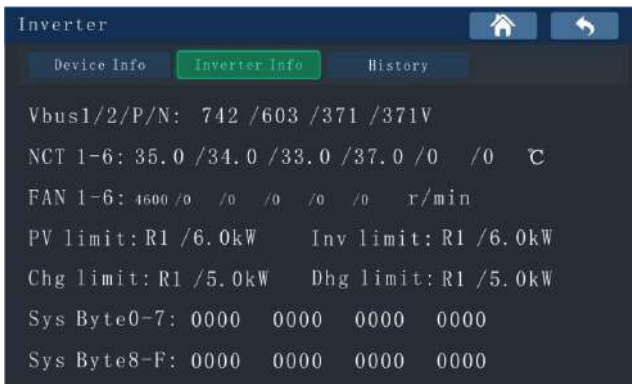 Inverter
Device Info Inverter Info History
Vbus1/2/P/N: 742 /603 /371 /371V
NCT 1-6: 35.0 /34.0 /33.0 /37.0 /0 /0 ℃
FAN 1-6: 4600 /0 /0 /0 /0 /0 r/min
PV limit: R1 /6.0kW Inv limit: R1 /6.0kW
Chg limit: R1 /5.0kW Dhg limit: R1 /5.0kW
Sys Byte0-7: 0000 0000 0000 0000
Sys Byte8-F: 0000 0000 0000 0000